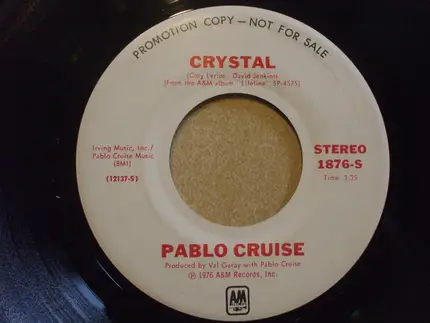 PROMOTION COPY—NOT FOR SALE
CRYSTAL
(Cory Lerios, David Jenkins)
(From the A&M album "Lifeline" SP-4575)
Irving Music, Inc./
Pablo Cruise Music
(BMI)
(12137-S)
STEREO
1876-S
Time:
PABLO CRUISE
Produced by Val Garay with Pablo Cruise
℗ 1976 A&M Records, Inc.
A&M